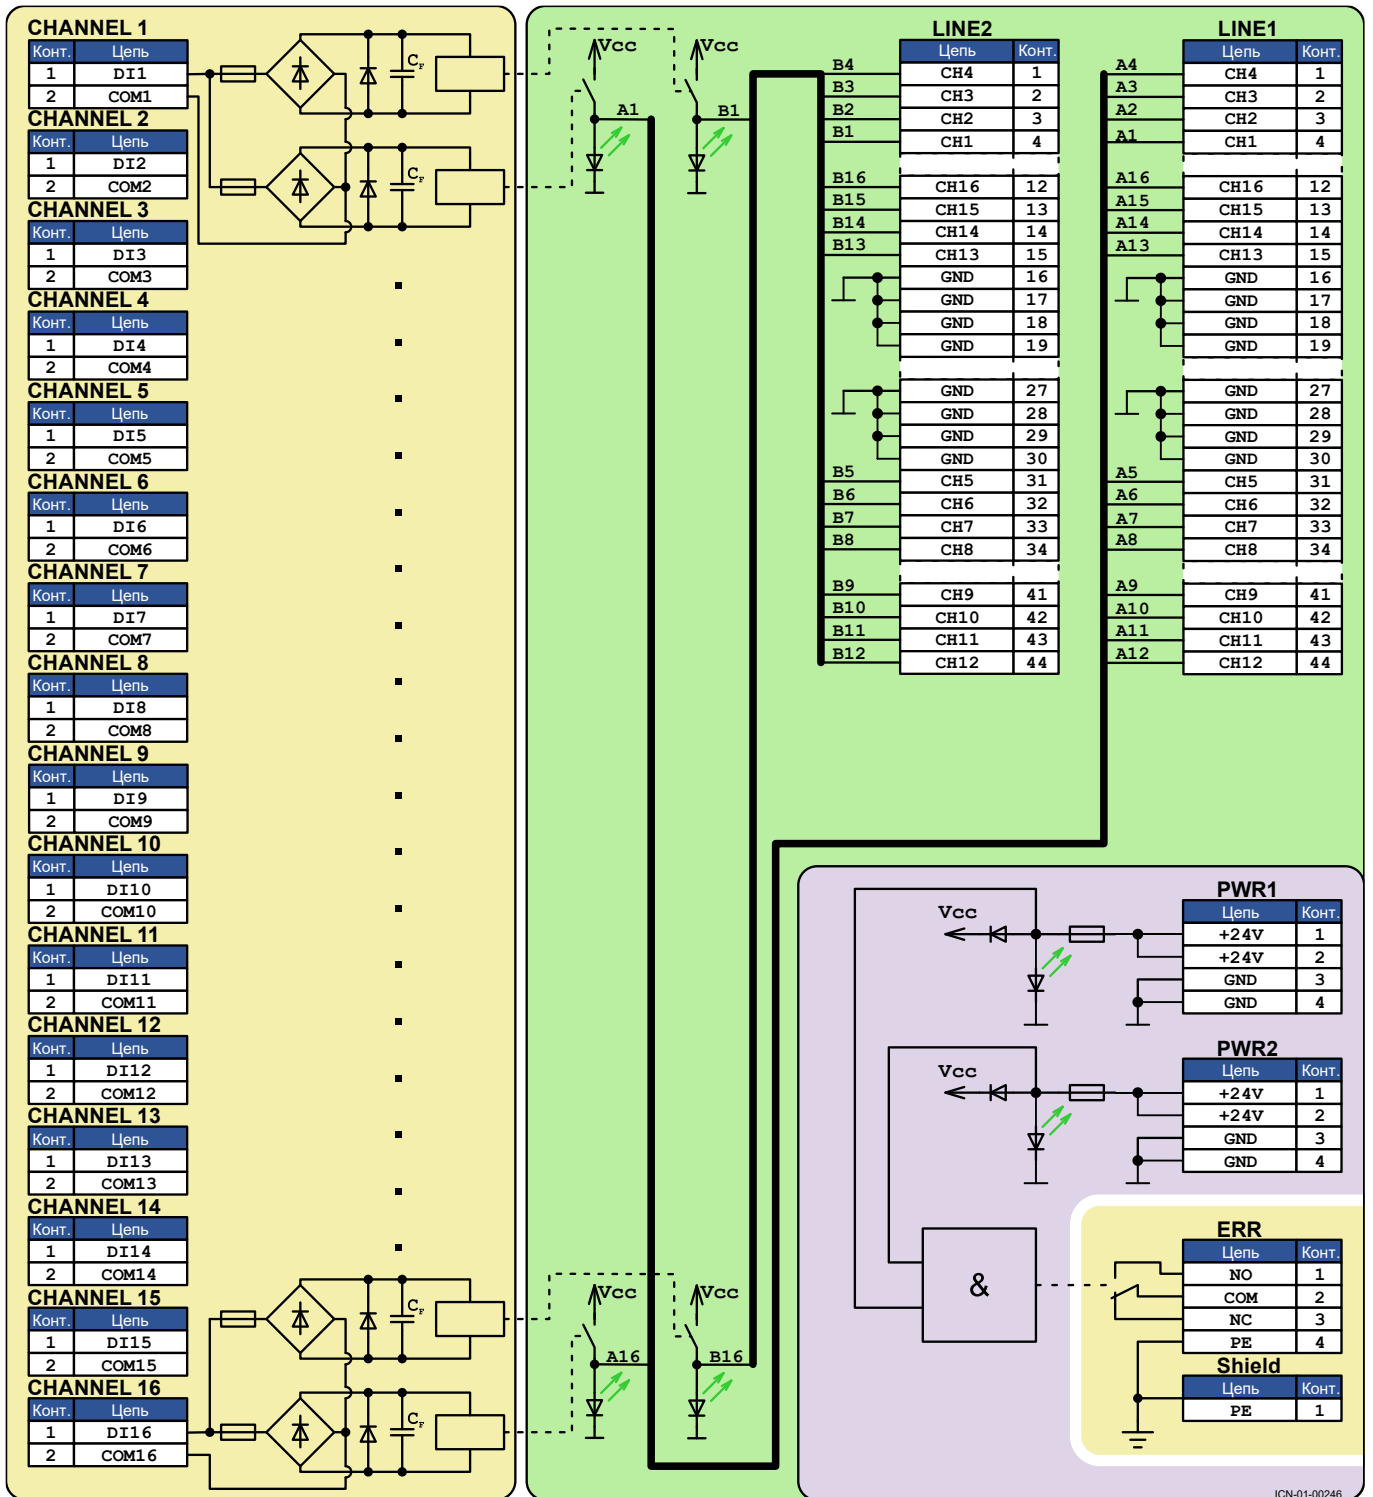 CHANNEL 1
Конт. Цепь
1 DI1
2 COM1
CHANNEL 2
Конт. Цепь
1 DI2
2 COM2
CHANNEL 3
Конт. Цепь
1 DI3
2 COM3
CHANNEL 4
Конт. Цепь
1 DI4
2 COM4
CHANNEL 5
Конт. Цепь
1 DI5
2 COM5
CHANNEL 6
Конт. Цепь
1 DI6
2 COM6
CHANNEL 7
Конт. Цепь
1 DI7
2 COM7
CHANNEL 8
Конт. Цепь
1 DI8
2 COM8
CHANNEL 9
Конт. Цепь
1 DI9
2 COM9
CHANNEL 10
Конт. Цепь
1 DI10
2 COM10
CHANNEL 11
Конт. Цепь
1 DI11
2 COM11
CHANNEL 12
Конт. Цепь
1 DI12
2 COM12
CHANNEL 13
Конт. Цепь
1 DI13
2 COM13
CHANNEL 14
Конт. Цепь
1 DI14
2 COM14
CHANNEL 15
Конт. Цепь
1 DI15
2 COM15
CHANNEL 16
Конт. Цепь
1 DI16
2 COM16
CF
CF
CF
CF
Vcc Vcc
A1 B1
Vcc Vcc
A16 B16
LINE2
Цепь Конт.
B4 CH4 1
B3 CH3 2
B2 CH2 3
B1 CH1 4
B16 CH16 12
B15 CH15 13
B14 CH14 14
B13 CH13 15
GND 16
GND 17
GND 18
GND 19
GND 27
GND 28
GND 29
GND 30
B5 CH5 31
B6 CH6 32
B7 CH7 33
B8 CH8 34
B9 CH9 41
B10 CH10 42
B11 CH11 43
B12 CH12 44
LINE1
Цепь Конт.
A4 CH4 1
A3 CH3 2
A2 CH2 3
A1 CH1 4
A16 CH16 12
A15 CH15 13
A14 CH14 14
A13 CH13 15
GND 16
GND 17
GND 18
GND 19
GND 27
GND 28
GND 29
GND 30
A5 CH5 31
A6 CH6 32
A7 CH7 33
A8 CH8 34
A9 CH9 41
A10 CH10 42
A11 CH11 43
A12 CH12 44
PWR1
Цепь Конт.
Vcc
+24V 1
+24V 2
GND 3
GND 4
PWR2
Цепь Конт.
Vcc
+24V 1
+24V 2
GND 3
GND 4
&
ERR
Цепь Конт.
NO 1
COM 2
NC 3
PE 4
Shield
Цепь Конт.
PE 1
ICN-01-00246